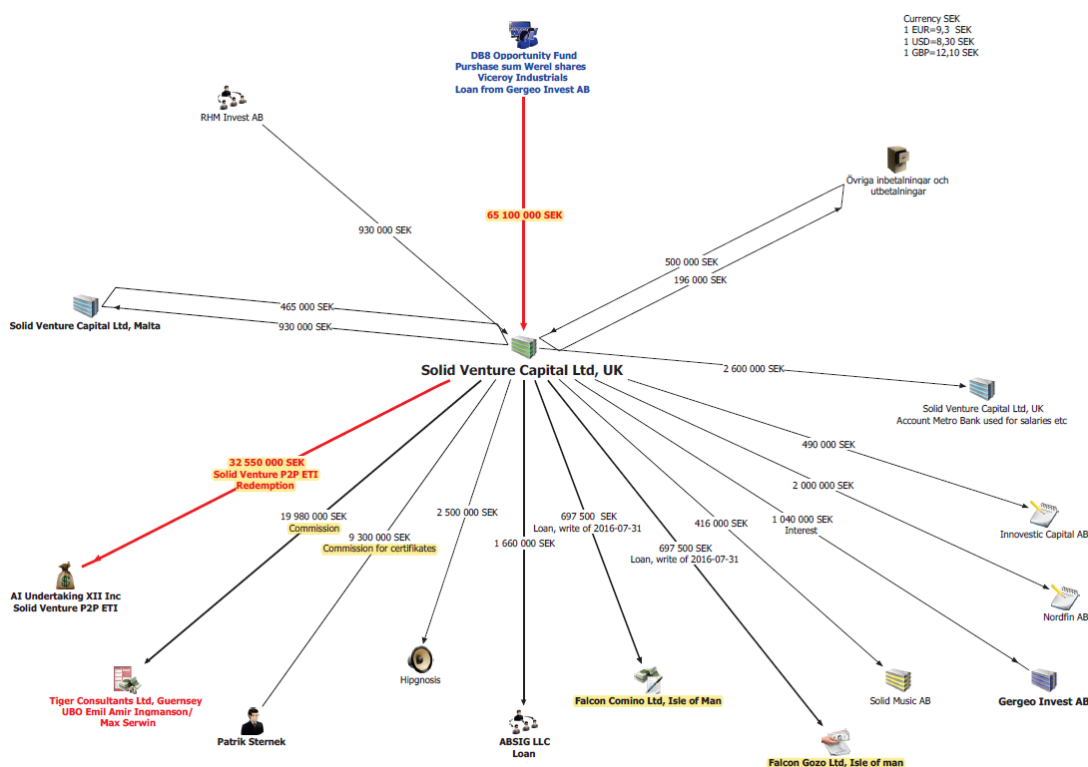 Currency SEK
1 EUR=9,3 SEK
1 USD=8,30 SEK
1 GBP=12,10 SEK
DB8 Opportunity Fund
Purshase sum Werel shares
Viceroy Industrials
Loan from Gergeo Invest AB
RHM Invest AB
Övriga inbetalningar och
utbetalningar
65 100 000 SEK
930 000 SEK
500 000 SEK
196 000 SEK
465 000 SEK
930 000 SEK
Solid Venture Capital Ltd, Malta
Solid Venture Capital Ltd, UK
2 600 000 SEK
Solid Venture Capital Ltd, UK
Account Metro Bank used for salaries etc
32 550 000 SEK
Solid Venture P2P ETI
Redemption
19 980 000 SEK
Commission
9 300 000 SEK
Commission for certifikates
2 500 000 SEK
1 660 000 SEK
697 500 SEK
Loan, write of 2016-07-31
697 500 SEK
Loan, write of 2016-07-31
416 000 SEK
1 040 000 SEK
Interest
2 000 000 SEK
490 000 SEK
Innovestic Capital AB
Nordfin AB
AI Undertaking XII Inc
Solid Venture P2P ETI
Tiger Consultants Ltd, Guernsey
UBO Emil Amir Ingmanson/
Max Serwin
Patrik Sternek
Hipgnosis
ABSIG LLC
Loan
Falcon Comino Ltd, Isle of Man
Falcon Gozo Ltd, Isle of man
Solid Music AB
Gergeo Invest AB